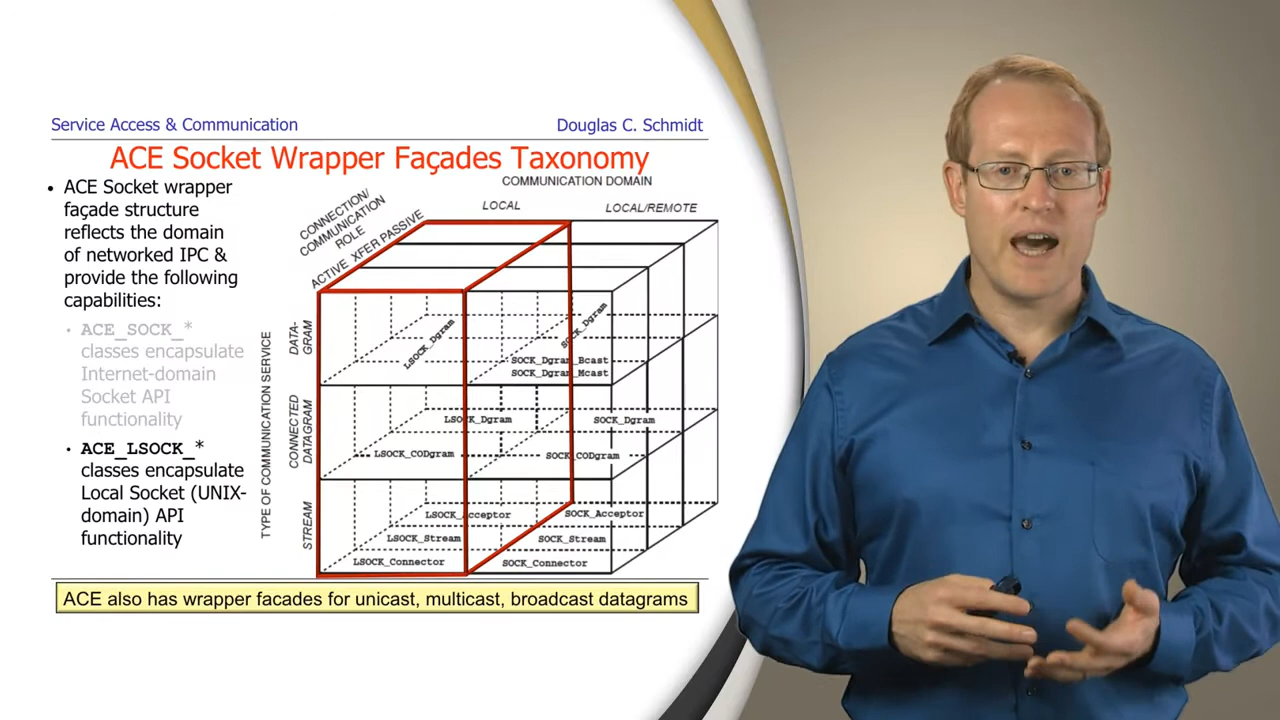 Service Access & Communication
Douglas C. Schmidt
ACE Socket Wrapper Façades Taxonomy
• ACE Socket wrapper
façade structure
reflects the domain
of networked IPC &
provide the following
capabilities:
• ACE_SOCK_*
classes encapsulate
Internet-domain
Socket API
functionality
• ACE_LSOCK_*
classes encapsulate
Local Socket (UNIX-
domain) API
functionality
COMMUNICATION DOMAIN
LOCAL
LOCAL/REMOTE
CONNECTION/
COMMUNICATION
ROLE
ACTIVE XFER PASSIVE
TYPE OF COMMUNICATION SERVICE
DATA-
GRAM
LSOCK_Dgram
SOCK_Dgram
SOCK_Dgram_Bcast
SOCK_Dgram_Mcast
CONNECTED
DATAGRAM
LSOCK_Dgram
SOCK_Dgram
LSOCK_CODgram
SOCK_CODgram
STREAM
LSOCK_Acceptor
SOCK_Acceptor
LSOCK_Stream
SOCK_Stream
LSOCK_Connector
SOCK_Connector
ACE also has wrapper facades for unicast, multicast, broadcast datagrams